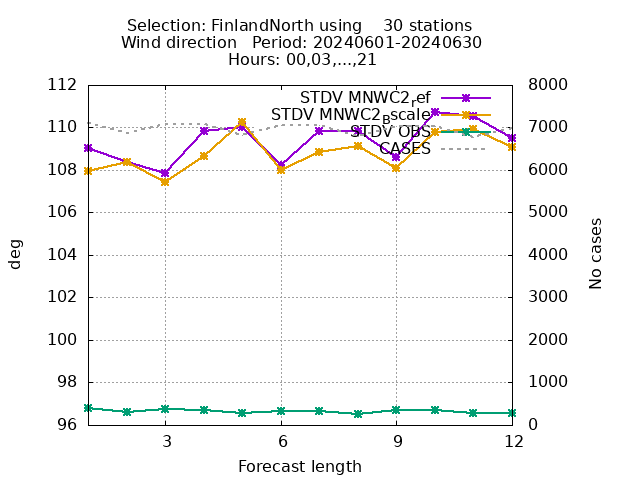 Selection: FinlandNorth using    30 stations
Wind direction   Period: 20240601-20240630
Hours: 00,03,...,21
STDV MNWC2_ref
STDV MNWC2_Bscale
STDV OBS
CASES
112
110
108
106
104
102
100
98
96
8000
7000
6000
5000
4000
3000
2000
1000
0
3
6
9
12
deg
No cases
Forecast length